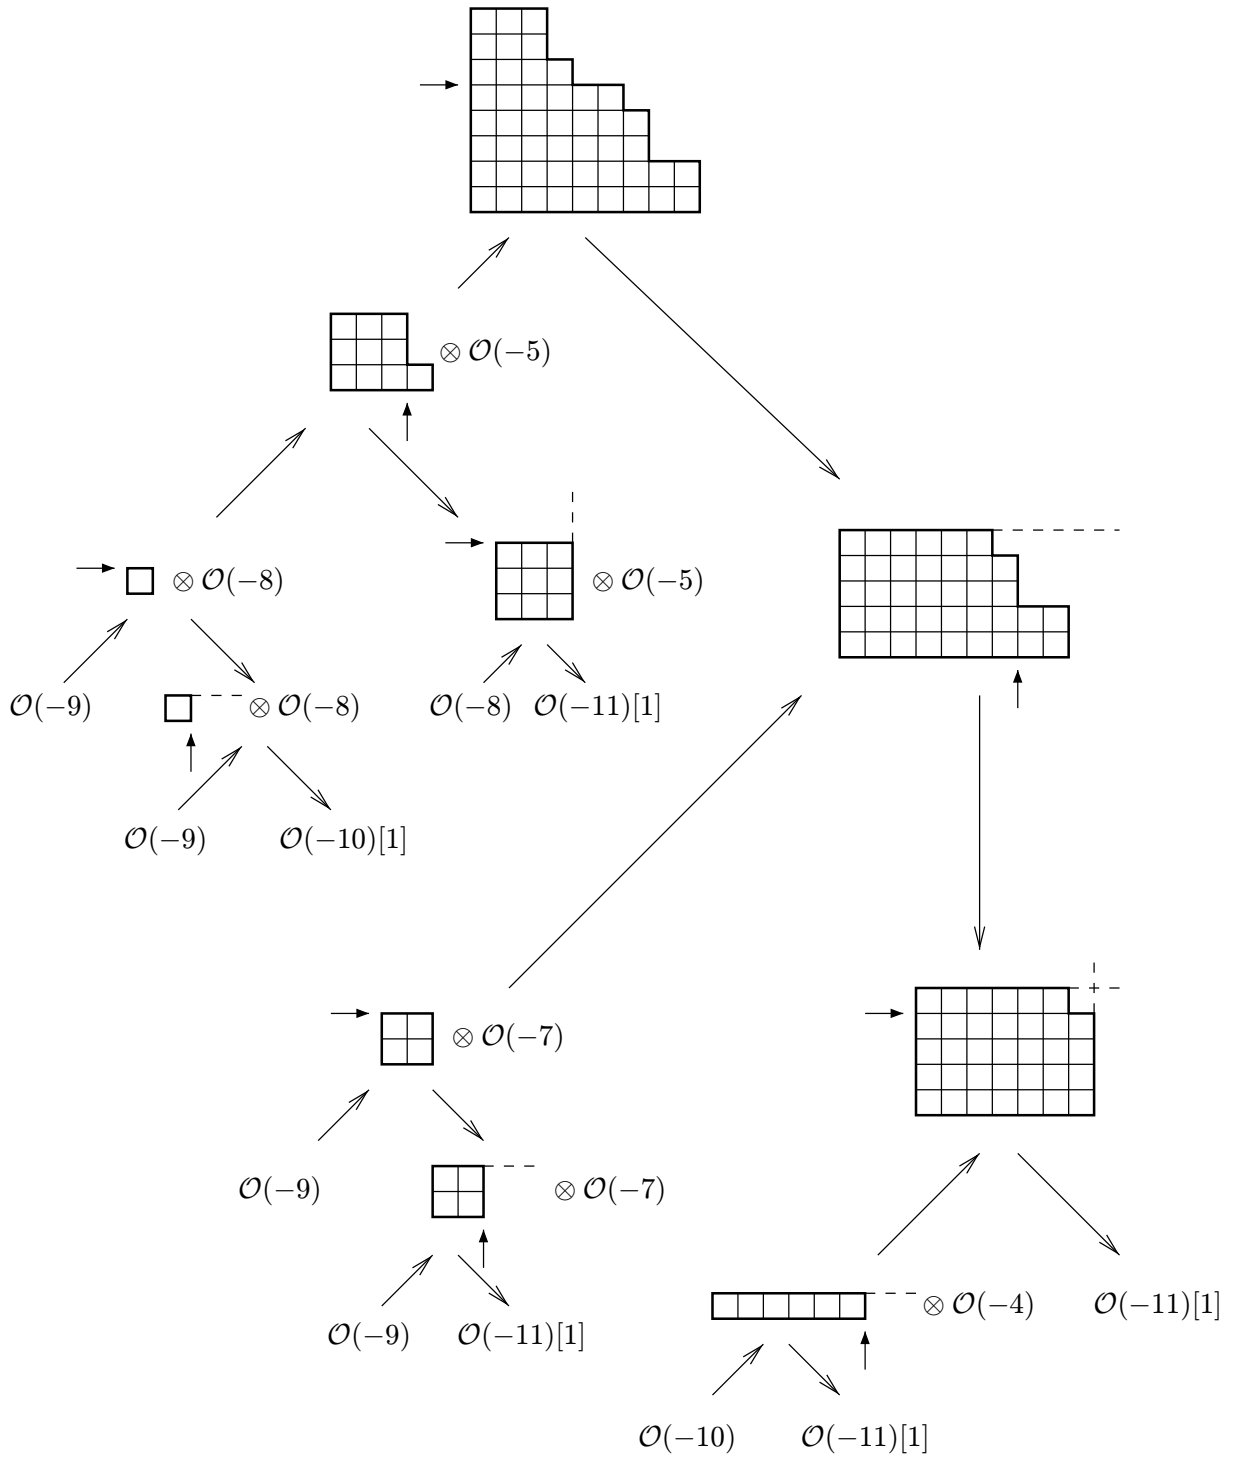 ⊗ 𝒪(−5)
⊗ 𝒪(−8)
⊗ 𝒪(−5)
𝒪(−9)
⊗ 𝒪(−8)
𝒪(−8)
𝒪(−11)[1]
𝒪(−9)
𝒪(−10)[1]
⊗ 𝒪(−7)
𝒪(−9)
⊗ 𝒪(−7)
⊗ 𝒪(−4)
𝒪(−11)[1]
𝒪(−9)
𝒪(−11)[1]
𝒪(−10)
𝒪(−11)[1]